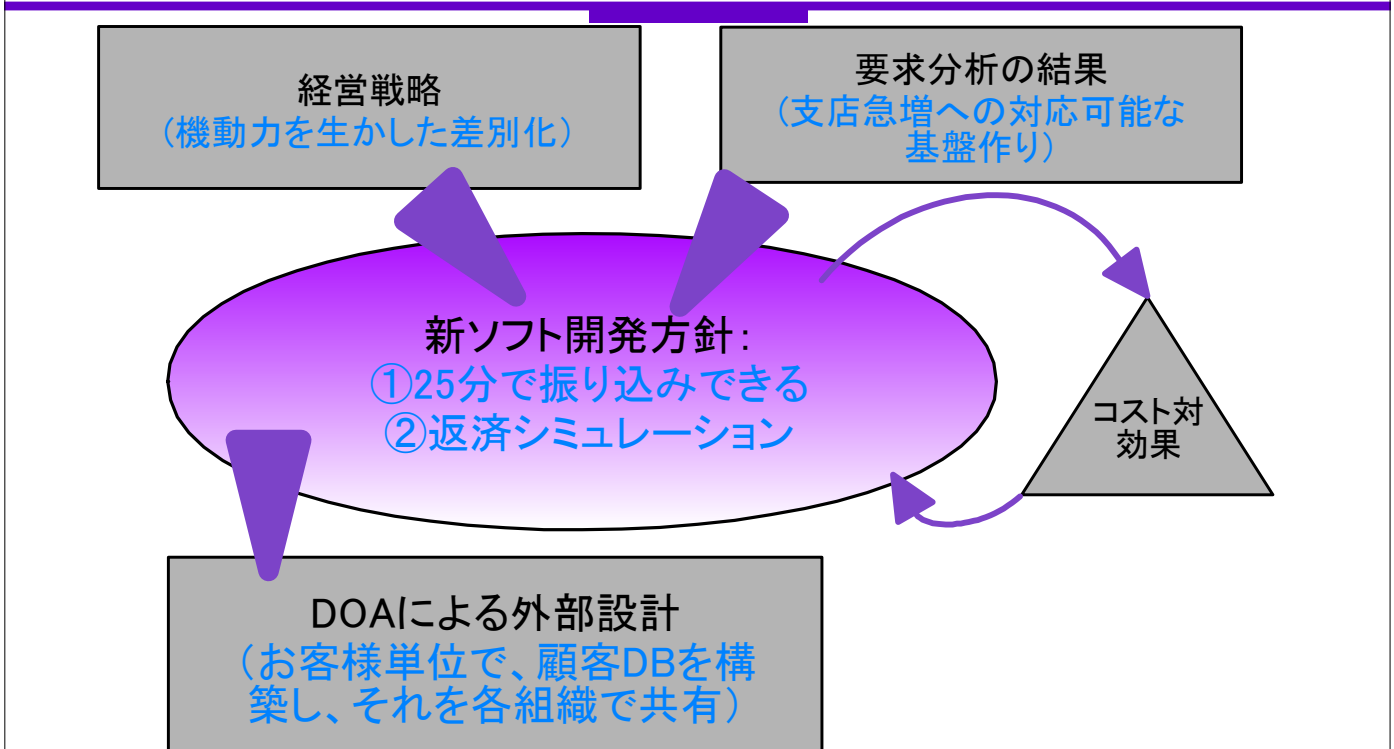 経営戦略
（機動力を生かした差別化）
要求分析の結果
（支店急増への対応可能な
基盤作り）
新ソフト開発方針：
①25分で振り込みできる
②返済シミュレーション
コスト対
効果
DOAによる外部設計
（お客様単位で、顧客DBを構
築し、それを各組織で共有）